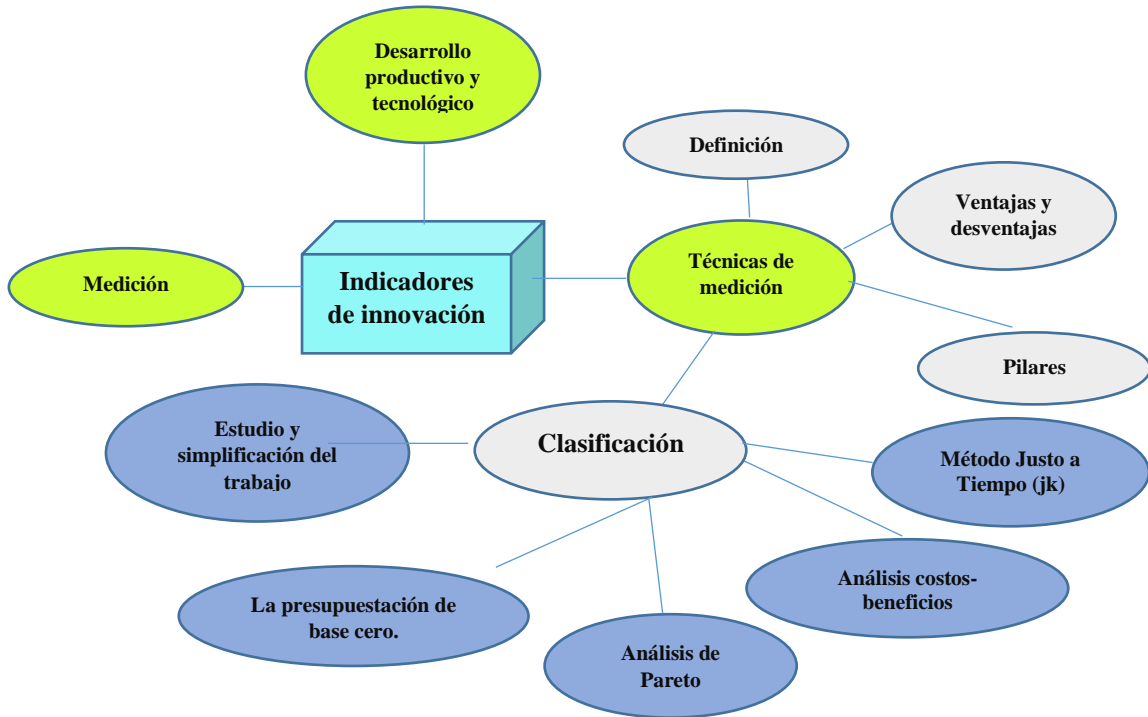 Desarrollo
productivo y
tecnológico
Definición
Ventajas y
desventajas
Técnicas de
medición
Indicadores
de innovación
Medición
Pilares
Clasificación
Estudio y
simplificación del
trabajo
Método Justo a
Tiempo (jk)
Análisis costos-
beneficios
La presupuestación de
base cero.
Análisis de
Pareto